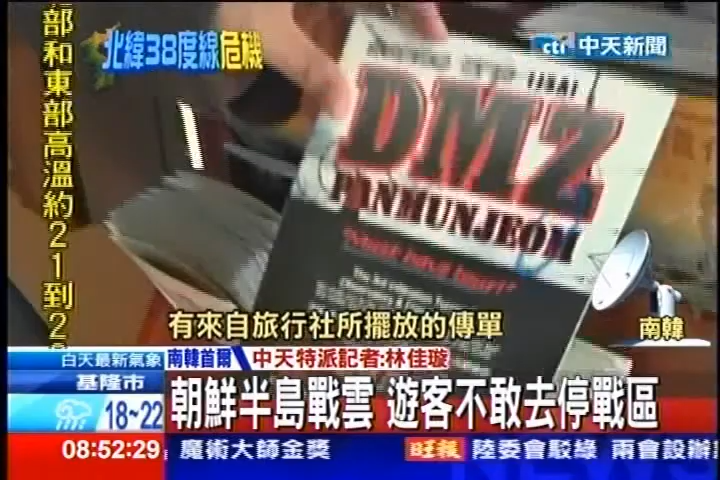 部和東部高溫約21到2
北緯38度線危機
cti 中天新聞
DMZ
PANMUNJEOM
有來自旅行社所擺放的傳單
南韓
白天最新氣象
南韓首爾
中天特派記者:林佳璇
基隆市
18~22
朝鮮半島戰雲 遊客不敢去停戰區
08:52:29
魔術大師金獎
旺報
陸委會駁綠 兩會設辦
NEWS